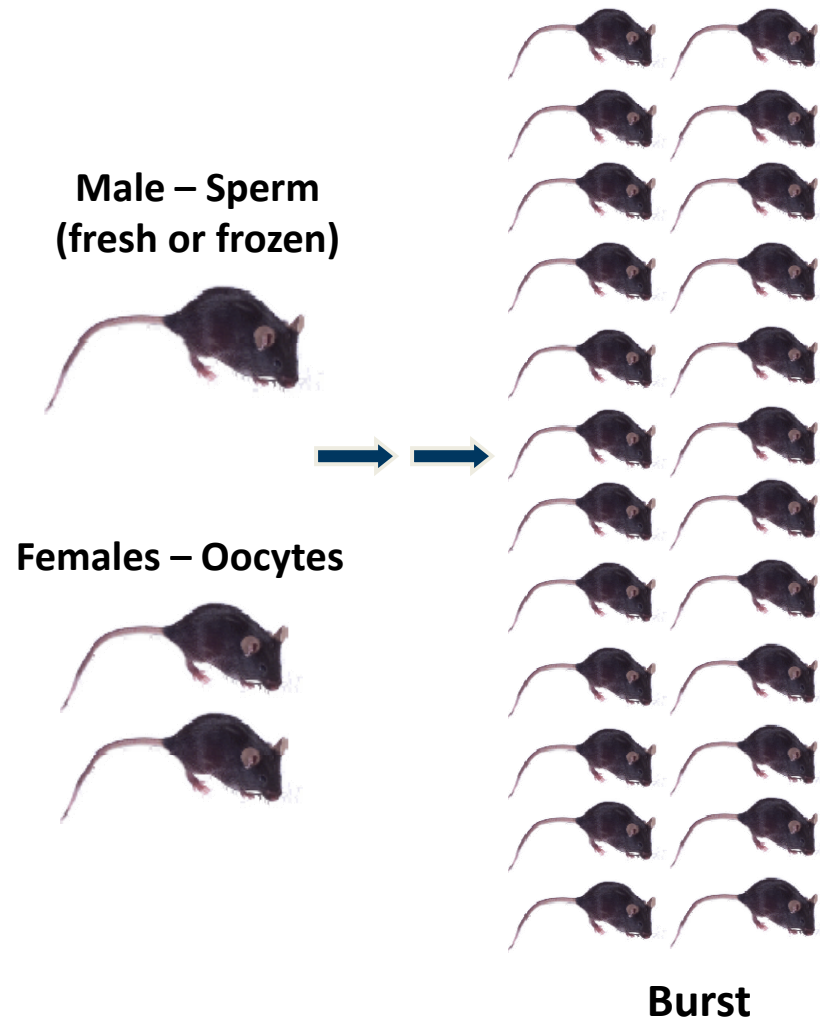 Male – Sperm
(fresh or frozen)
Females – Oocytes
Burst